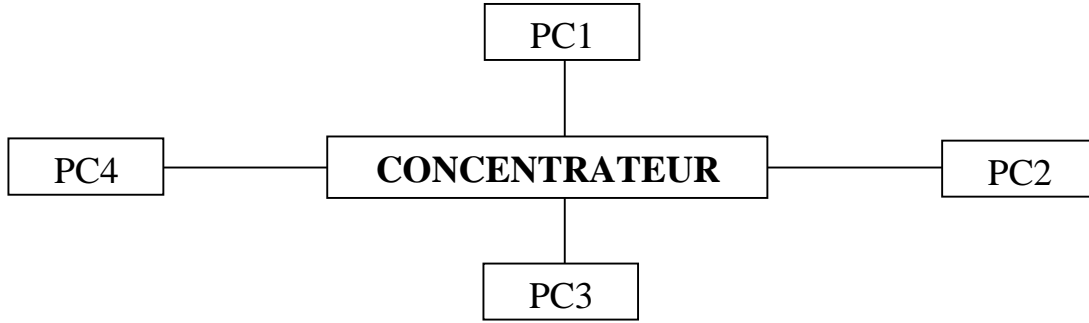 PC1
PC4
CONCENTRATEUR
PC2
PC3